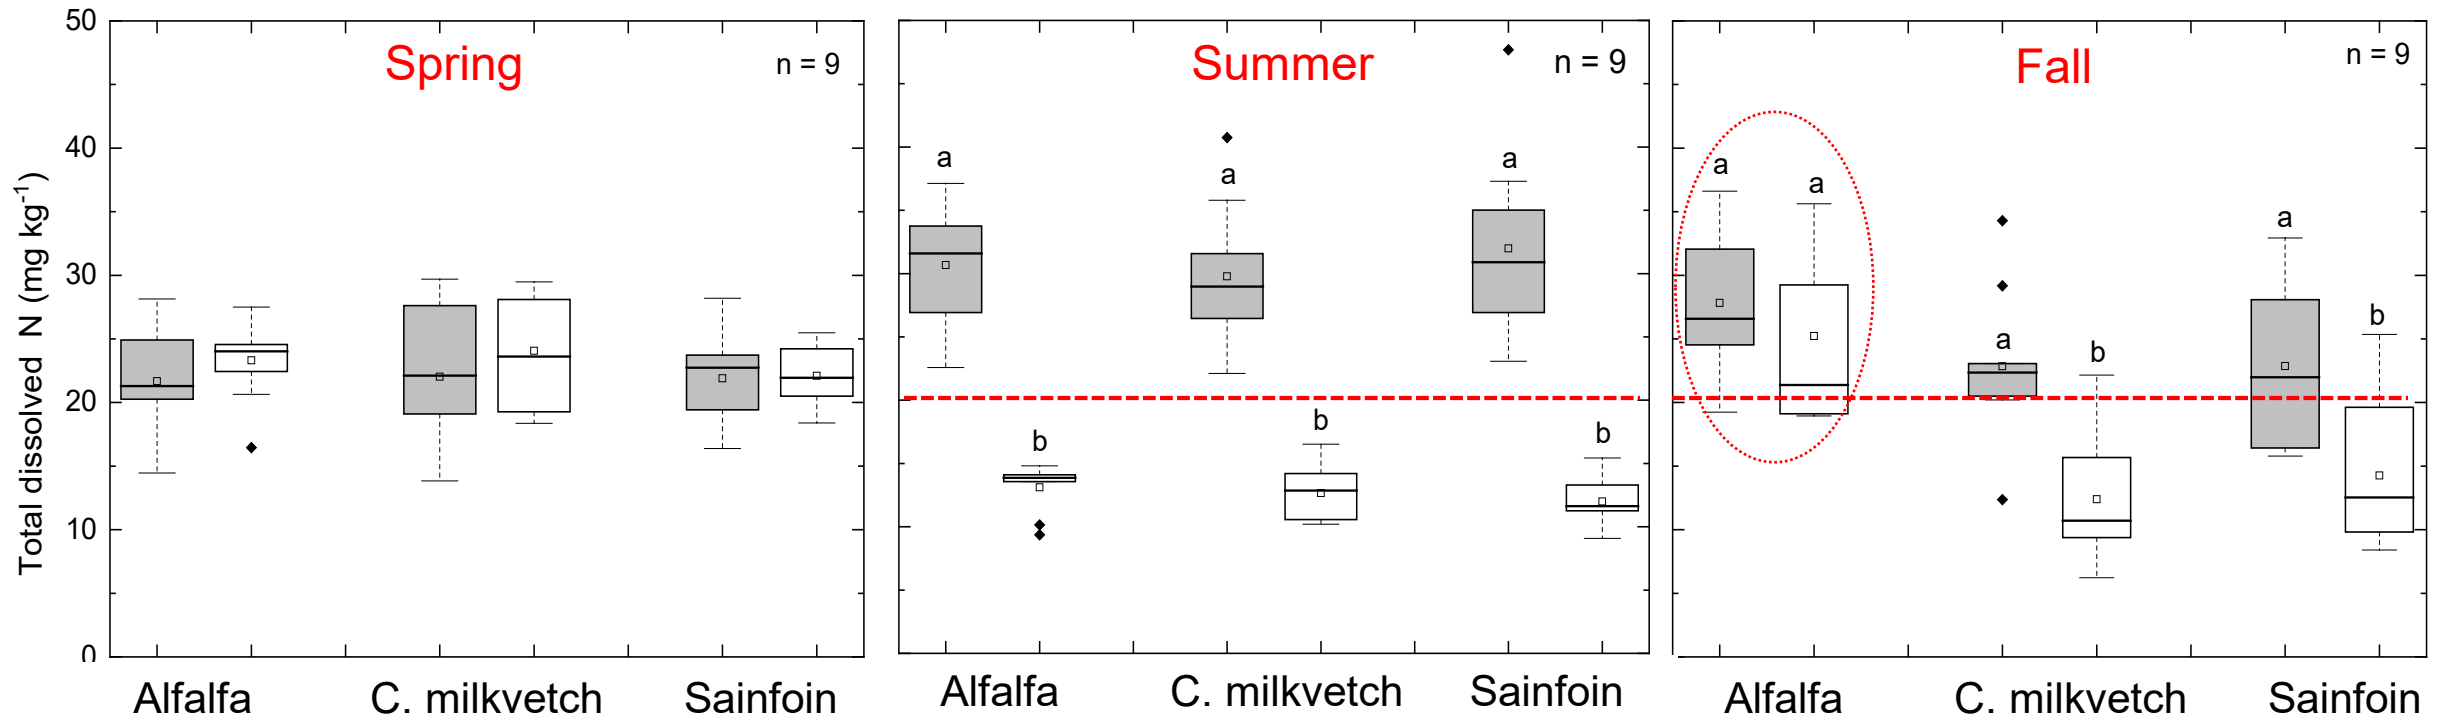 Total dissolved N (mg kg⁻¹)
50
40
30
20
10
0
Spring
n = 9
Alfalfa
C. milkvetch
Sainfoin
Summer
n = 9
a
a
a
b
b
b
Alfalfa
C. milkvetch
Sainfoin
Fall
n = 9
a
a
a
b
a
b
Alfalfa
C. milkvetch
Sainfoin